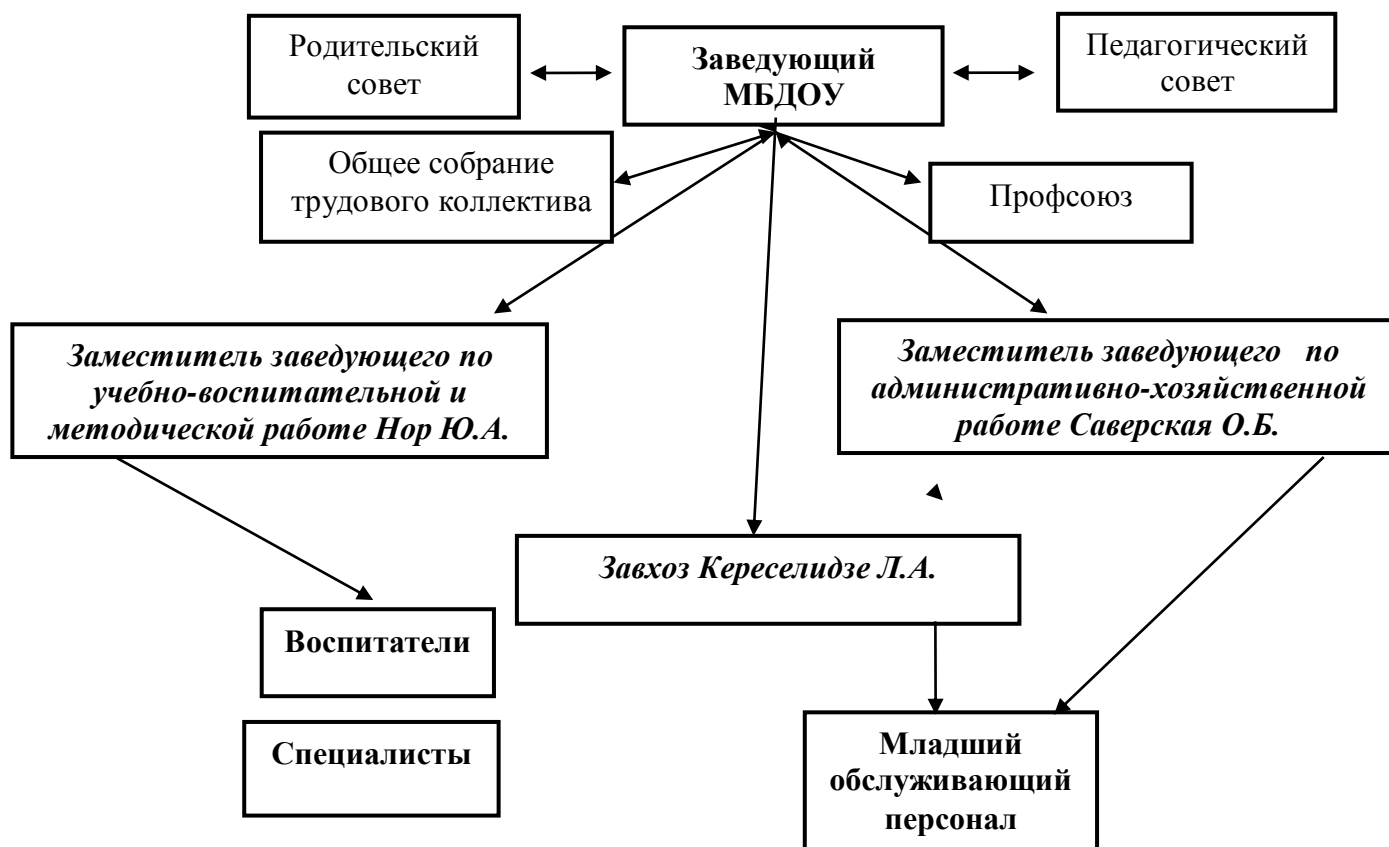 Родительский
совет
Заведующий
МБДОУ
Педагогический
совет
Общее собрание
трудового коллектива
Профсоюз
Заместитель заведующего по
учебно-воспитательной и
методической работе Нор Ю.А.
Заместитель заведующего по
административно-хозяйственной
работе Саверская О.Б.
Завхоз Кереселидзе Л.А.
Воспитатели
Специалисты
Младший
обслуживающий
персонал